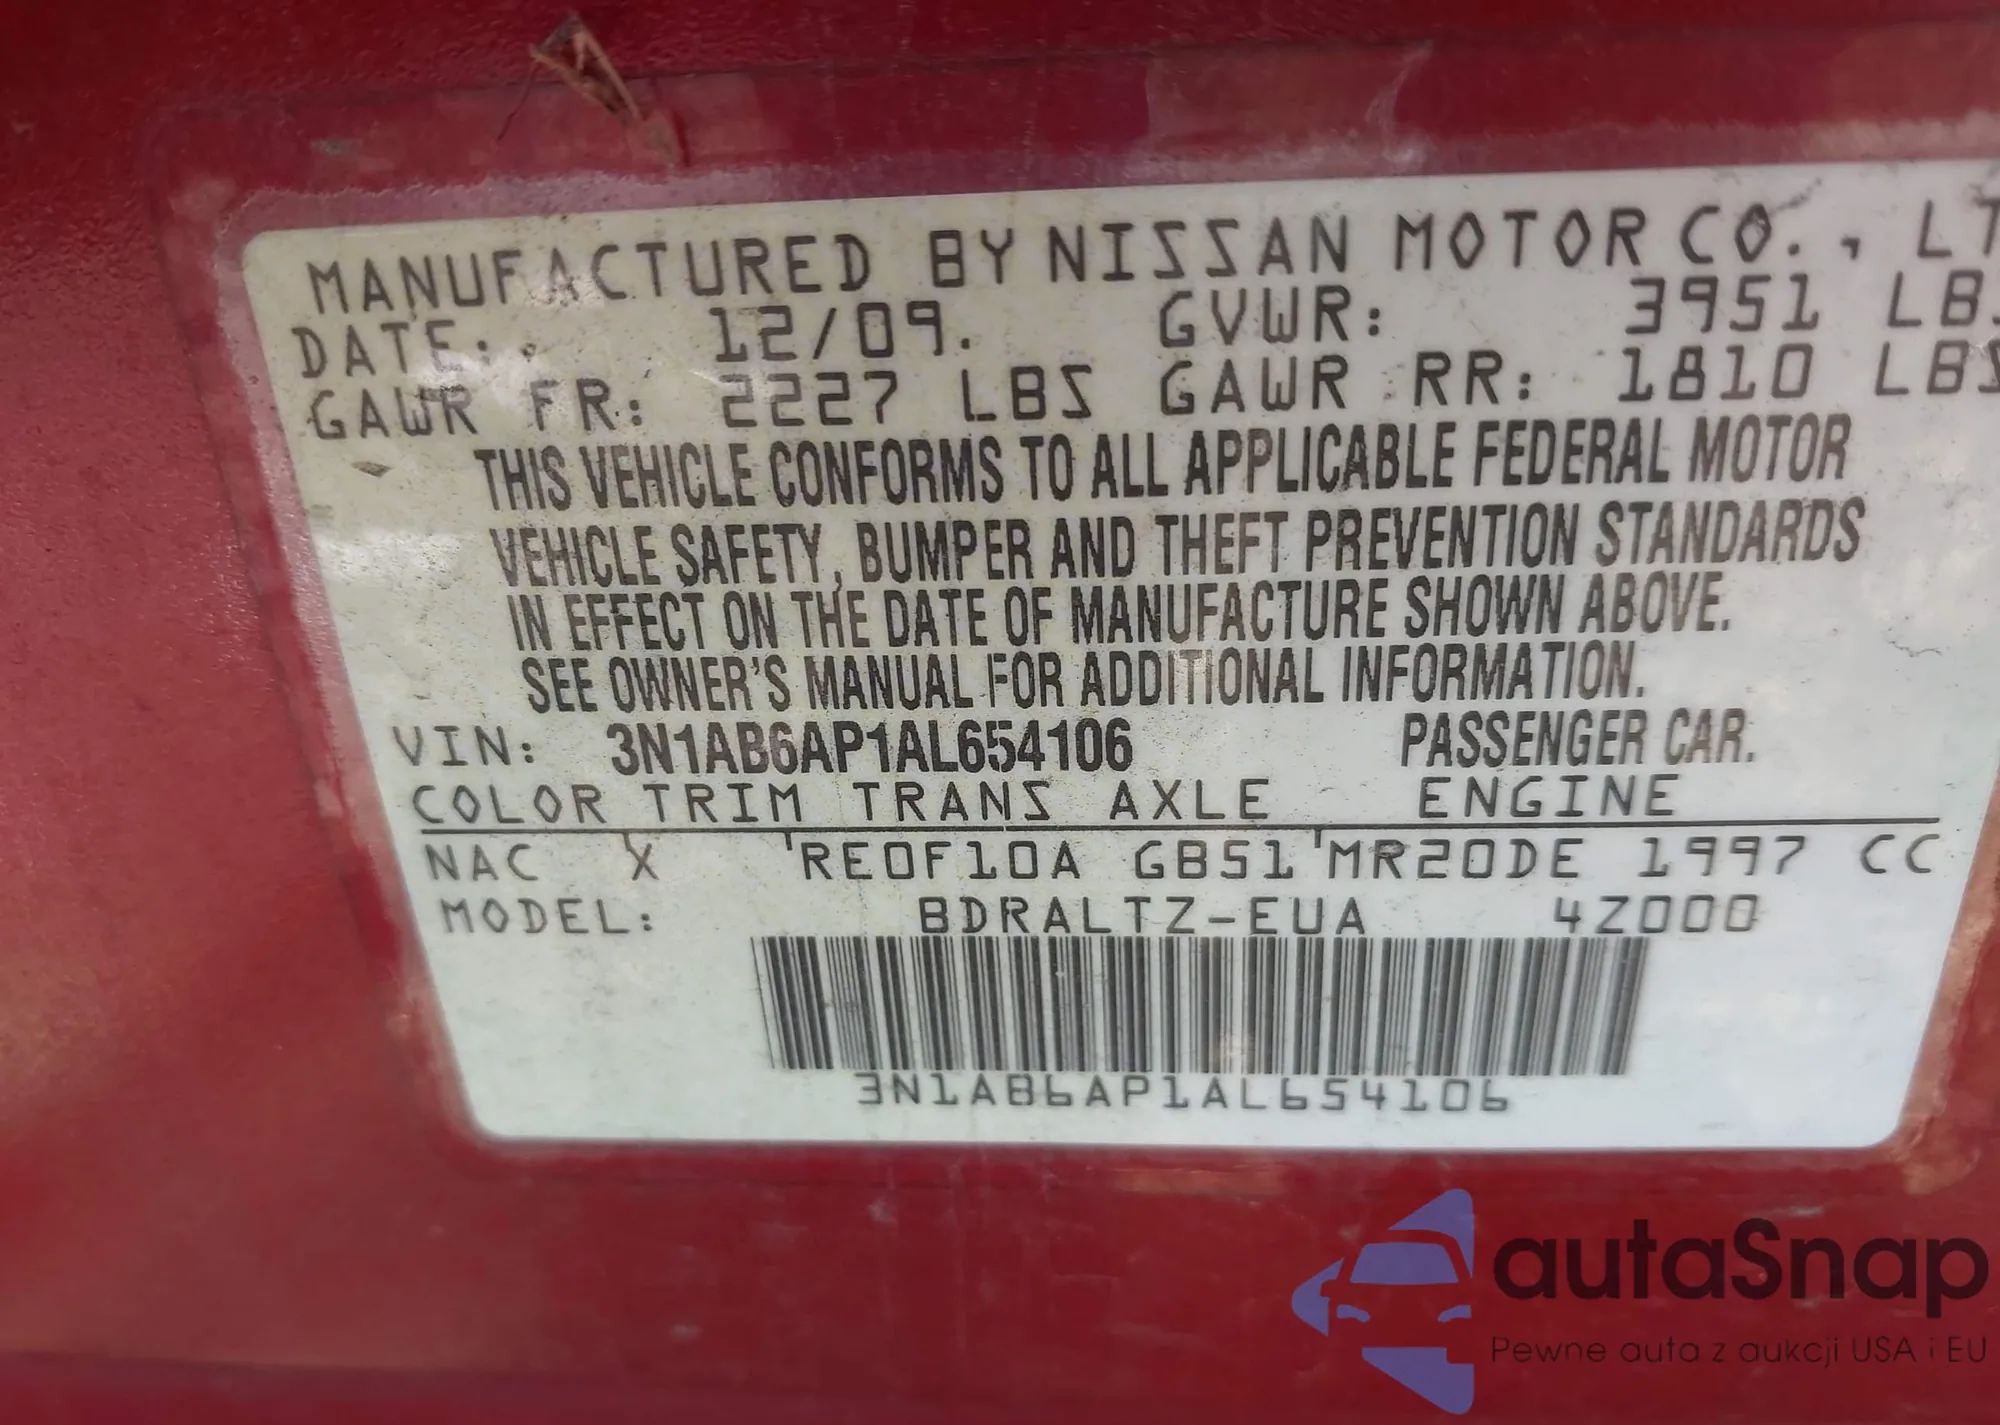 MANUFACTURED BY NISSAN MOTOR CO., LT
DATE: 12/09. GVWR: 3951 LBS
GAWR FR: 2227 LBS GAWR RR: 1810 LBS
THIS VEHICLE CONFORMS TO ALL APPLICABLE FEDERAL MOTOR
VEHICLE SAFETY, BUMPER AND THEFT PREVENTION STANDARDS
IN EFFECT ON THE DATE OF MANUFACTURE SHOWN ABOVE.
SEE OWNER'S MANUAL FOR ADDITIONAL INFORMATION.
VIN: 3N1AB6AP1AL654106 PASSENGER CAR.
COLOR TRIM TRANS AXLE ENGINE
NAC X RE0F10A GB51 MR20DE 1997 CC
MODEL: BDRALTZ-EUA 4Z000
3N1AB6AP1AL654106
autaSnap
Pewne auta z aukcji USA i EU